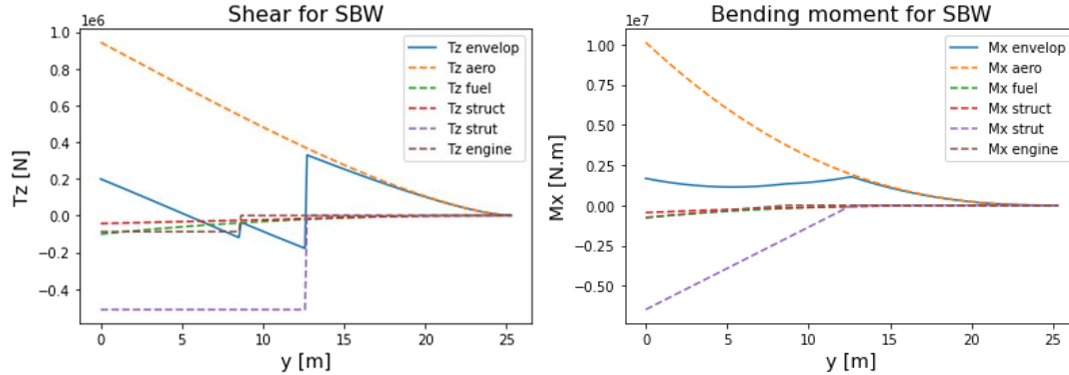 Shear for SBW
1e6
1.0
0.8
0.6
0.4
0.2
0.0
−0.2
−0.4
Tz [N]
0 5 10 15 20 25
y [m]
Tz envelop
Tz aero
Tz fuel
Tz struct
Tz strut
Tz engine
Bending moment for SBW
1e7
1.00
0.75
0.50
0.25
0.00
−0.25
−0.50
Mx [N.m]
0 5 10 15 20 25
y [m]
Mx envelop
Mx aero
Mx fuel
Mx struct
Mx strut
Mx engine